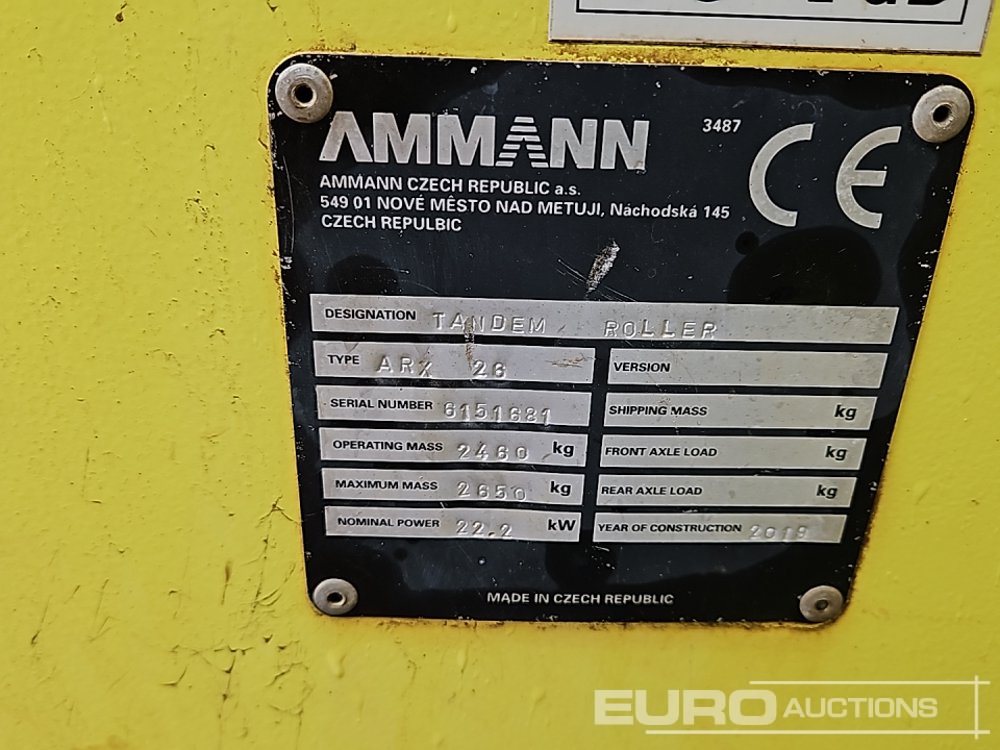 AMMANN
3487
CE
AMMANN CZECH REPUBLIC a.s.
549 01 NOVÉ MĚSTO NAD METUJI, Náchodská 145
CZECH REPULBIC
DESIGNATION TANDEM ROLLER
TYPE ARX 26
VERSION
SERIAL NUMBER 6151681
SHIPPING MASS kg
OPERATING MASS 2460 kg
FRONT AXLE LOAD kg
MAXIMUM MASS 2650 kg
REAR AXLE LOAD kg
NOMINAL POWER 22.2 kW
YEAR OF CONSTRUCTION 2019
MADE IN CZECH REPUBLIC
EURO AUCTIONS